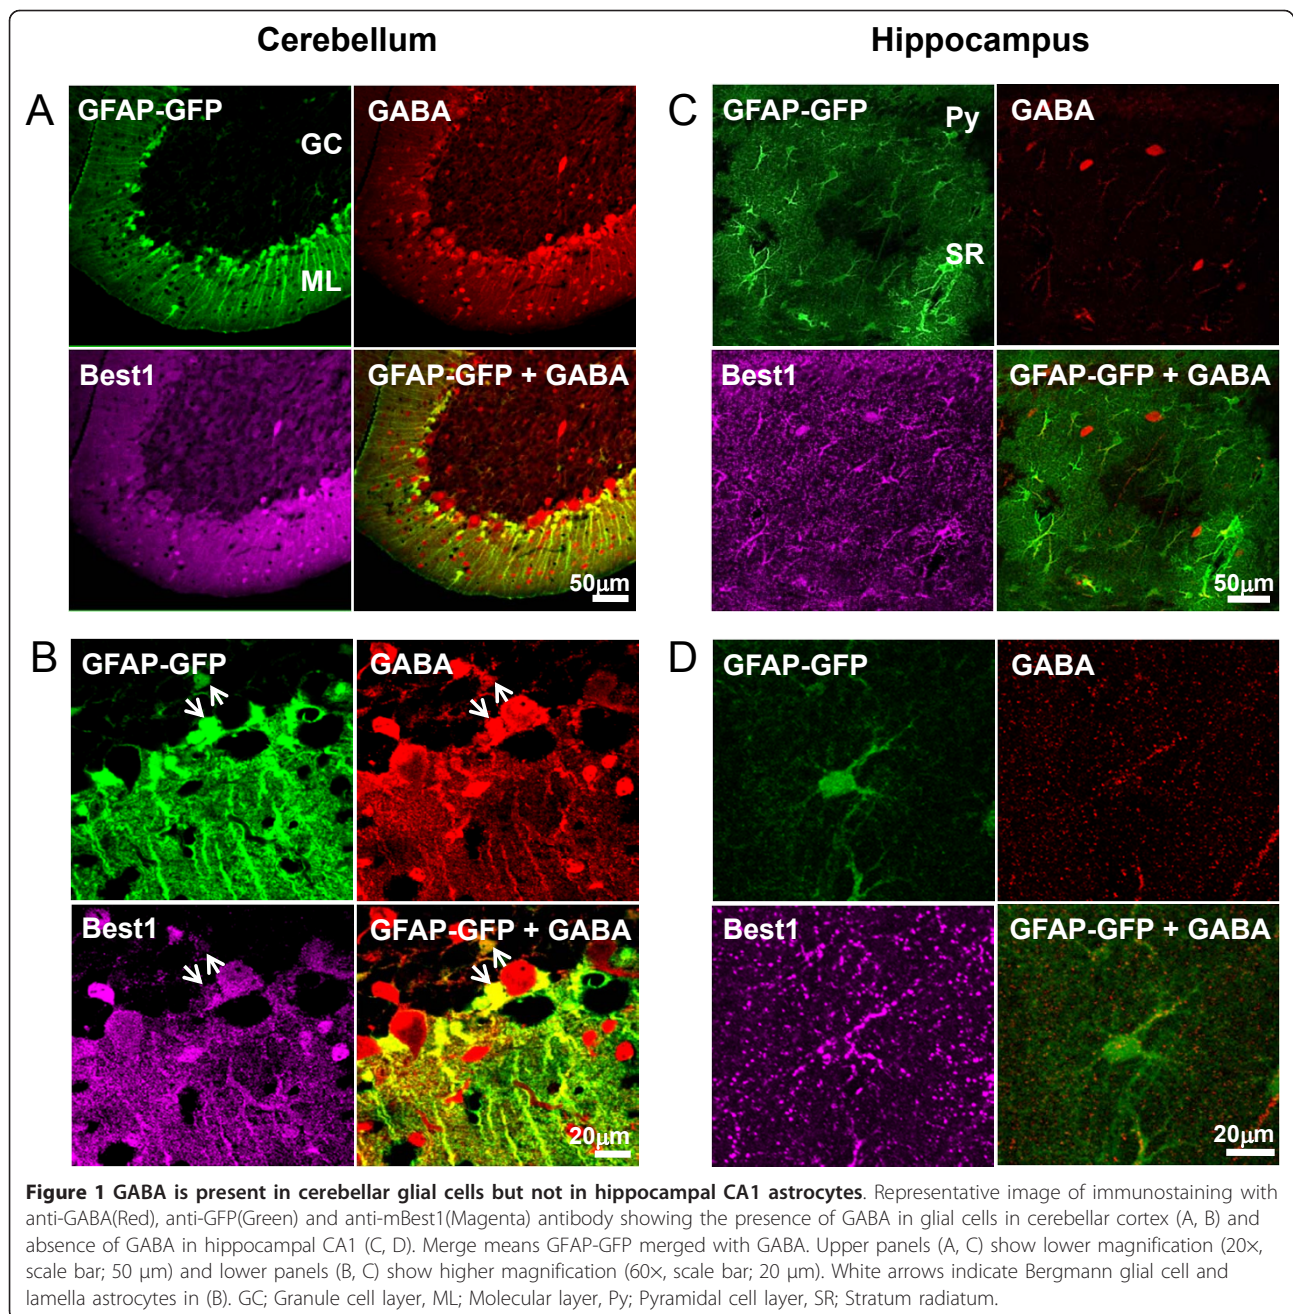 Cerebellum
Hippocampus
A
GFAP-GFP
GC
ML
GABA
Best1
GFAP-GFP + GABA
50μm
C
GFAP-GFP
Py
SR
GABA
Best1
GFAP-GFP + GABA
50μm
B
GFAP-GFP
GABA
Best1
GFAP-GFP + GABA
20μm
D
GFAP-GFP
GABA
Best1
GFAP-GFP + GABA
20μm
Figure 1 GABA is present in cerebellar glial cells but not in hippocampal CA1 astrocytes. Representative image of immunostaining with
anti-GABA(Red), anti-GFP(Green) and anti-mBest1(Magenta) antibody showing the presence of GABA in glial cells in cerebellar cortex (A, B) and
absence of GABA in hippocampal CA1 (C, D). Merge means GFAP-GFP merged with GABA. Upper panels (A, C) show lower magnification (20×,
scale bar; 50 μm) and lower panels (B, C) show higher magnification (60×, scale bar; 20 μm). White arrows indicate Bergmann glial cell and
lamella astrocytes in (B). GC; Granule cell layer, ML; Molecular layer, Py; Pyramidal cell layer, SR; Stratum radiatum.